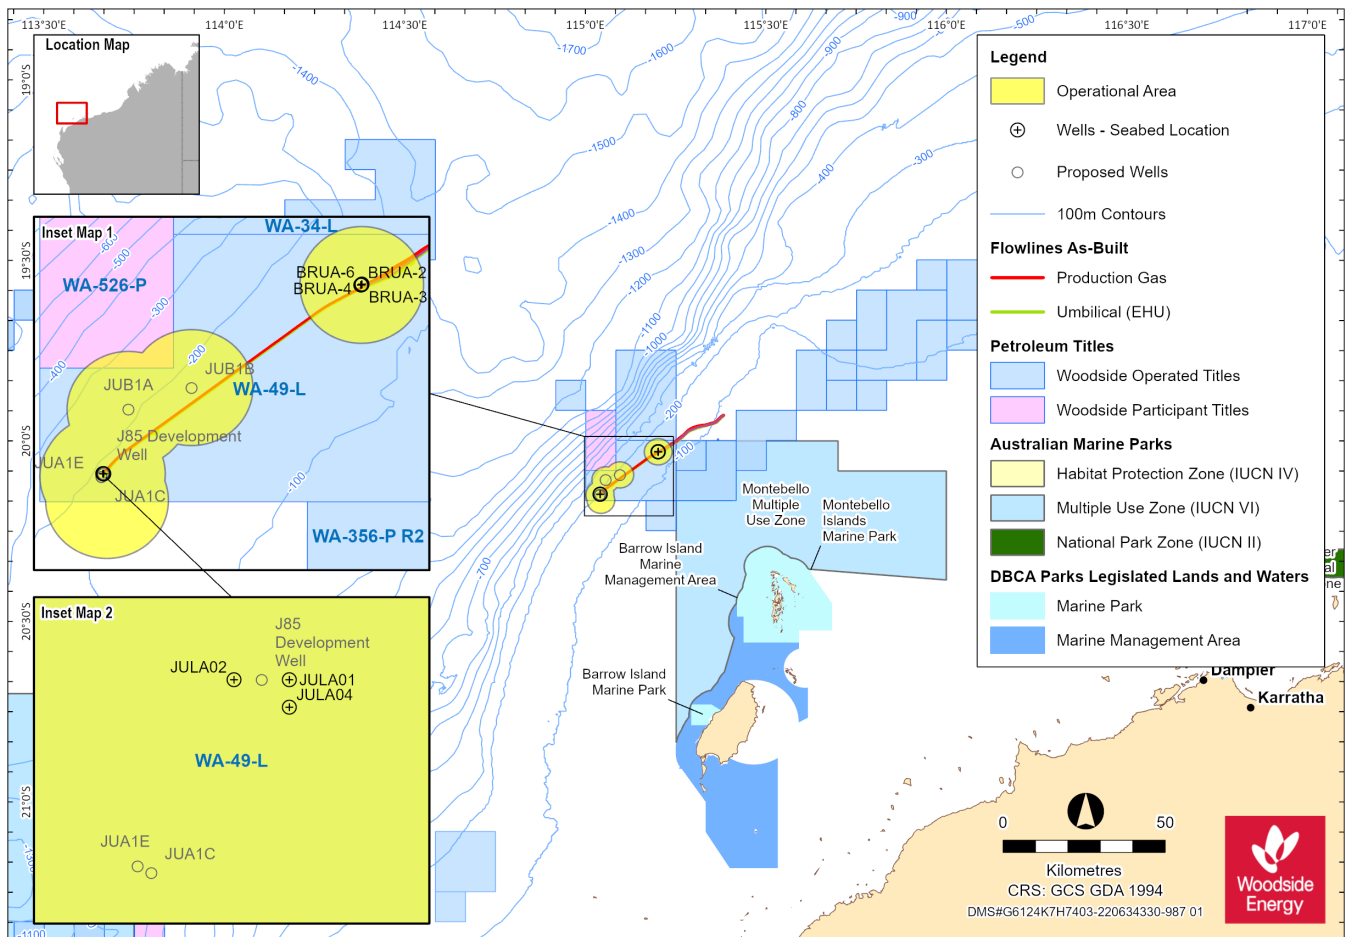 113°30'E
114°0'E
114°30'E
115°0'E
115°30'E
116°0'E
116°30'E
117°0'E
19°0'S
19°30'S
20°0'S
20°30'S
21°0'S
Location Map
Inset Map 1
WA-34-L
WA-526-P
BRUA-6
BRUA-2
BRUA-4
BRUA-3
JUB1A
JUB1B
WA-49-L
J85 Development
Well
JUA1E
JUA1C
WA-356-P R2
-600
-500
-400
-300
-200
-100
Inset Map 2
J85
Development
Well
JULA02
JULA01
JULA04
WA-49-L
JUA1E
JUA1C
-1400
-1700
-1600
-1500
-1400
-1300
-1200
-1100
-1000
-900
-900
-800
-400
-300
-500
-200
-100
-700
-1100
Montebello
Multiple
Use Zone
Montebello
Islands
Marine Park
Barrow Island
Marine
Management Area
Barrow Island
Marine Park
Legend
Operational Area
Wells - Seabed Location
Proposed Wells
100m Contours
Flowlines As-Built
Production Gas
Umbilical (EHU)
Petroleum Titles
Woodside Operated Titles
Woodside Participant Titles
Australian Marine Parks
Habitat Protection Zone (IUCN IV)
Multiple Use Zone (IUCN VI)
National Park Zone (IUCN II)
DBCA Parks Legislated Lands and Waters
Marine Park
Marine Management Area
Dampier
Karratha
0 50
Kilometres
CRS: GCS GDA 1994
DMS#G6124K7H7403-220634330-987 01
Woodside
Energy